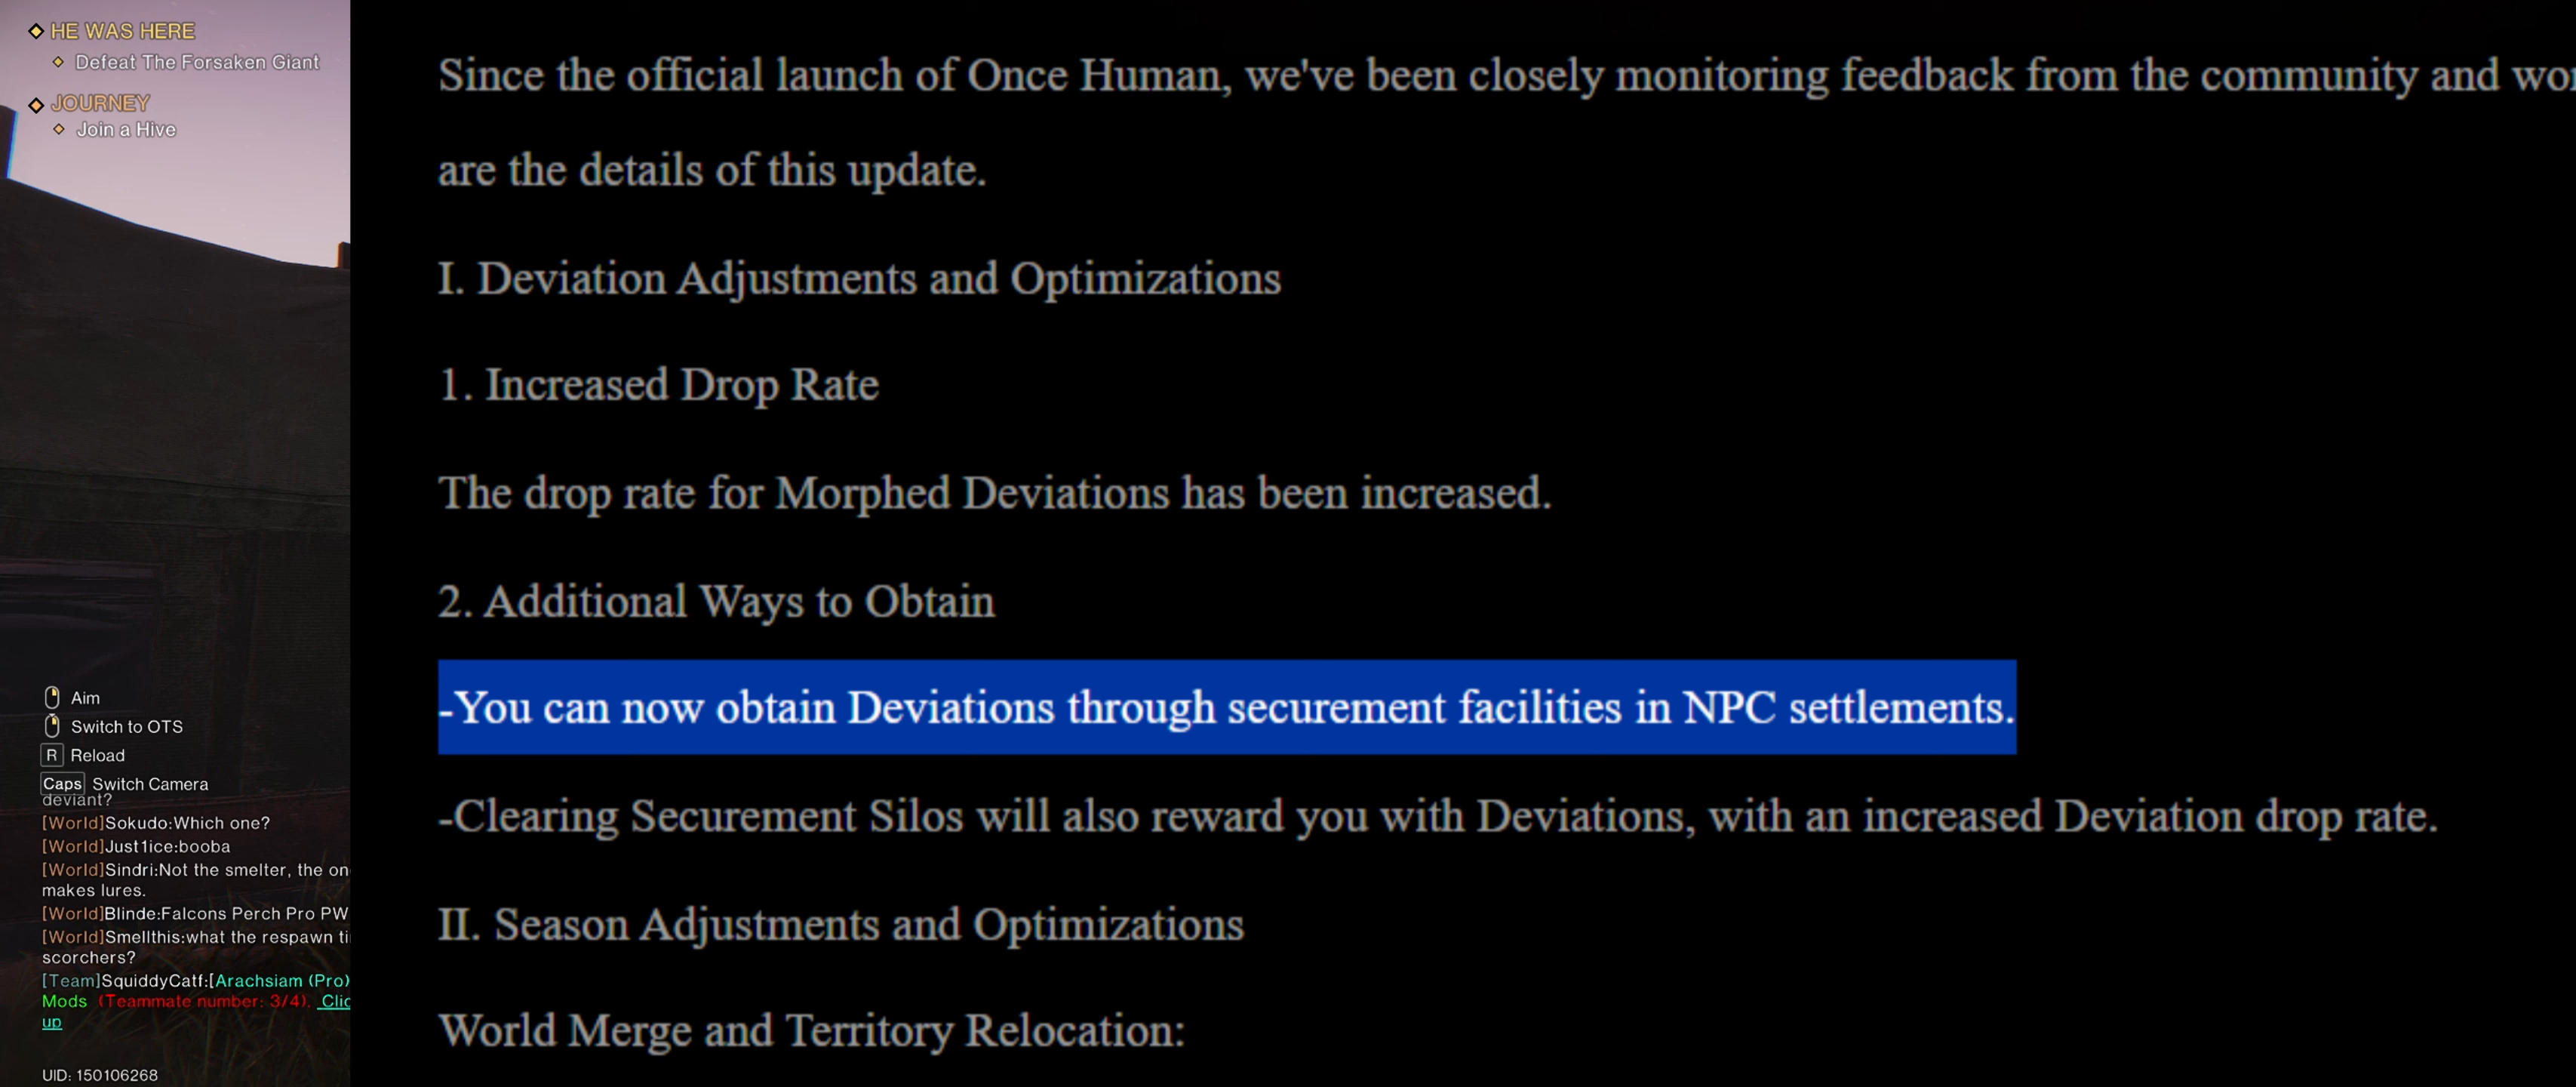 HE WAS HERE
Defeat The Forsaken Giant
JOURNEY
Join a Hive
Aim
Switch to OTS
R Reload
Caps Switch Camera
deviant?
[World]Sokudo:Which one?
[World]Just1ice:booba
[World]Sindri:Not the smelter, the on
makes lures.
[World]Blinde:Falcons Perch Pro PW
[World]Smellthis:what the respawn ti
scorchers?
[Team]SquiddyCatf:[Arachsiam (Pro)
Mods (Teammate number: 3/4). Clic
up
UID: 150106268
Since the official launch of Once Human, we've been closely monitoring feedback from the community and wor
are the details of this update.
I. Deviation Adjustments and Optimizations
1. Increased Drop Rate
The drop rate for Morphed Deviations has been increased.
2. Additional Ways to Obtain
-You can now obtain Deviations through securement facilities in NPC settlements.
-Clearing Securement Silos will also reward you with Deviations, with an increased Deviation drop rate.
II. Season Adjustments and Optimizations
World Merge and Territory Relocation: